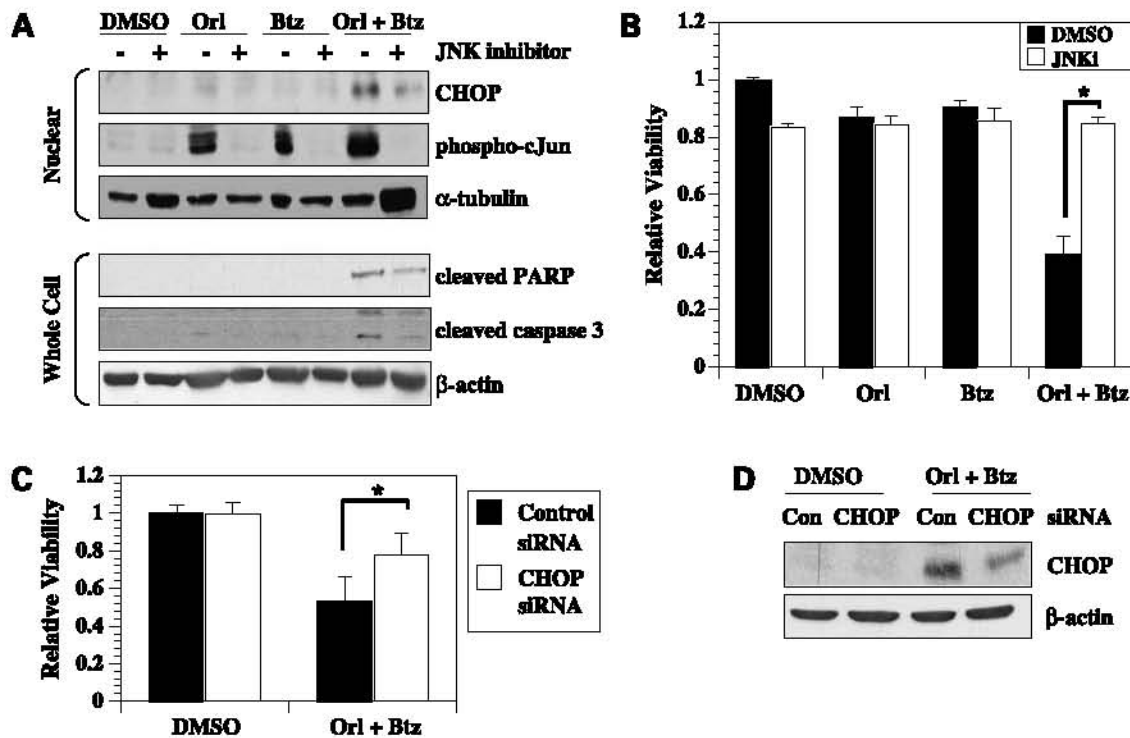 A
DMSO Orl Btz Orl + Btz
- + - + - + - + JNK inhibitor
Nuclear
CHOP
phospho-cJun
α-tubulin
Whole Cell
cleaved PARP
cleaved caspase 3
β-actin
B
DMSO
JNKi
*
Relative Viability
1.2
1
0.8
0.6
0.4
0.2
0
DMSO Orl Btz Orl + Btz
C
Relative Viability
1.2
1
0.8
0.6
0.4
0.2
0
*
DMSO Orl + Btz
Control
siRNA
CHOP
siRNA
D
DMSO Orl + Btz
Con CHOP Con CHOP siRNA
CHOP
β-actin